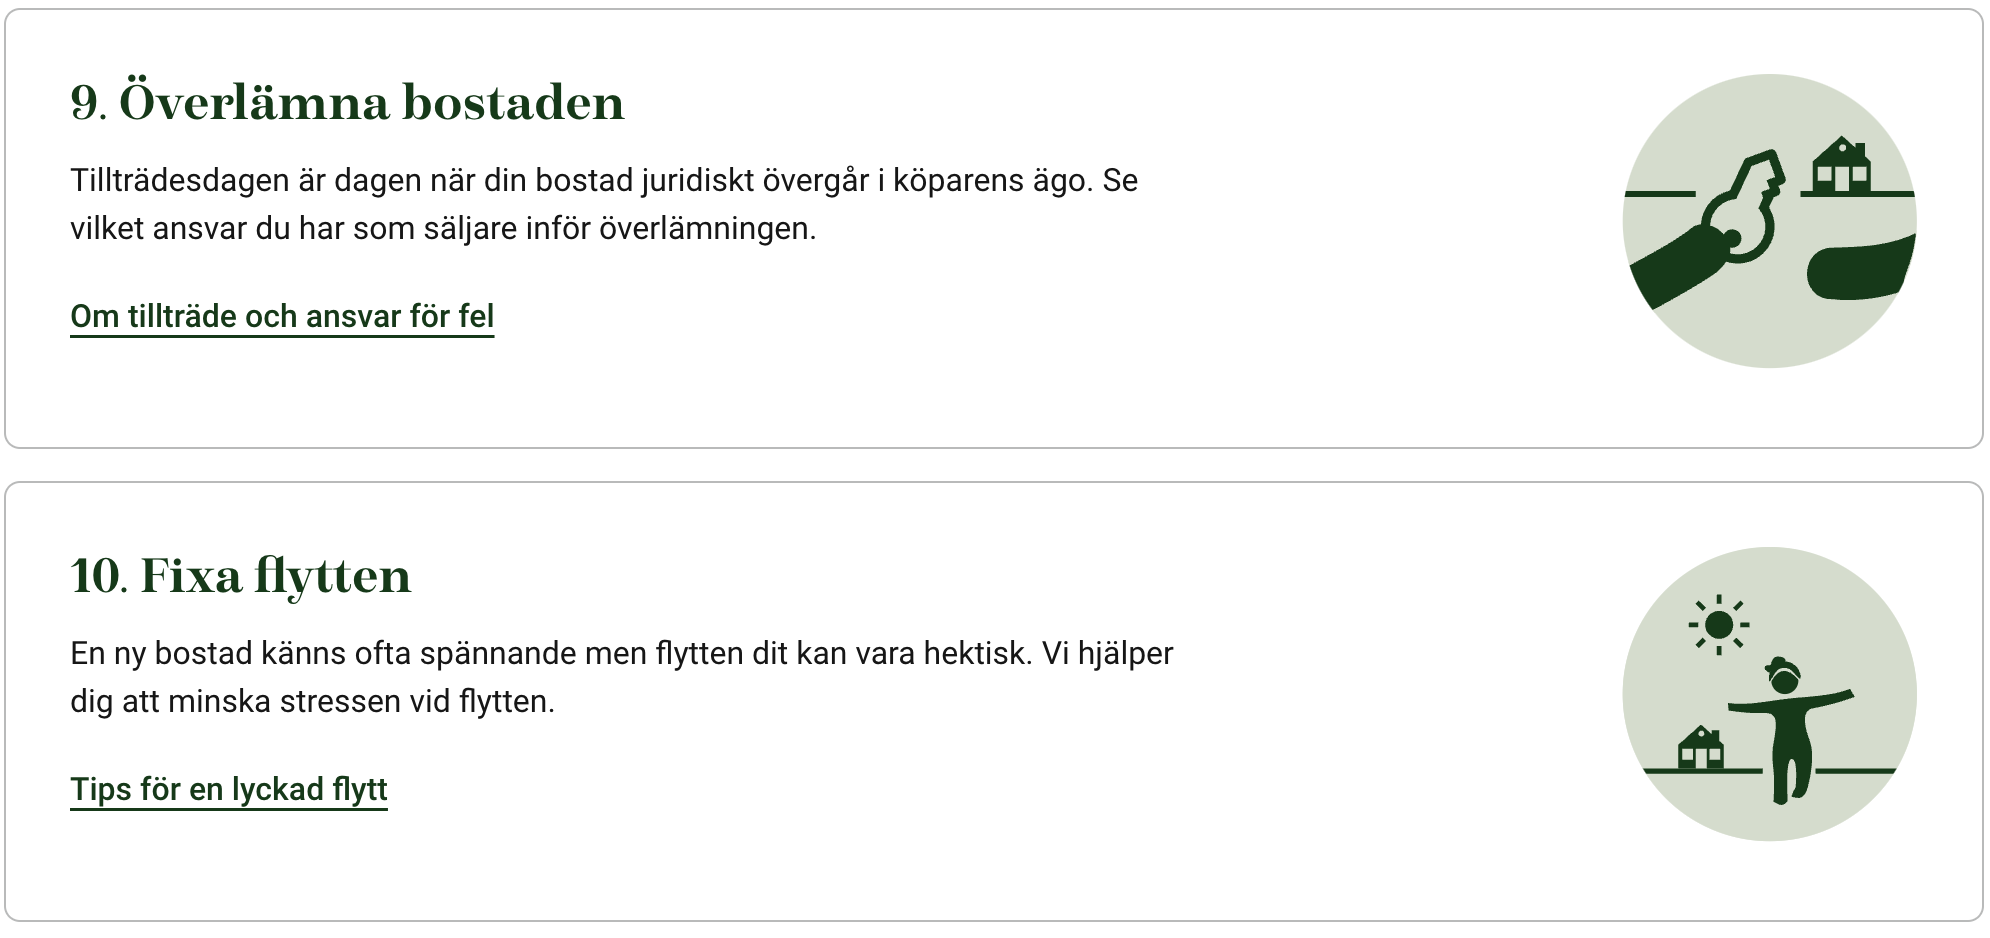 9. Överlämna bostaden
Tillträdesdagen är dagen när din bostad juridiskt övergår i köparens ägo. Se
vilket ansvar du har som säljare inför överlämningen.
Om tillträde och ansvar för fel
10. Fixa flytten
En ny bostad känns ofta spännande men flytten dit kan vara hektisk. Vi hjälper
dig att minska stressen vid flytten.
Tips för en lyckad flytt